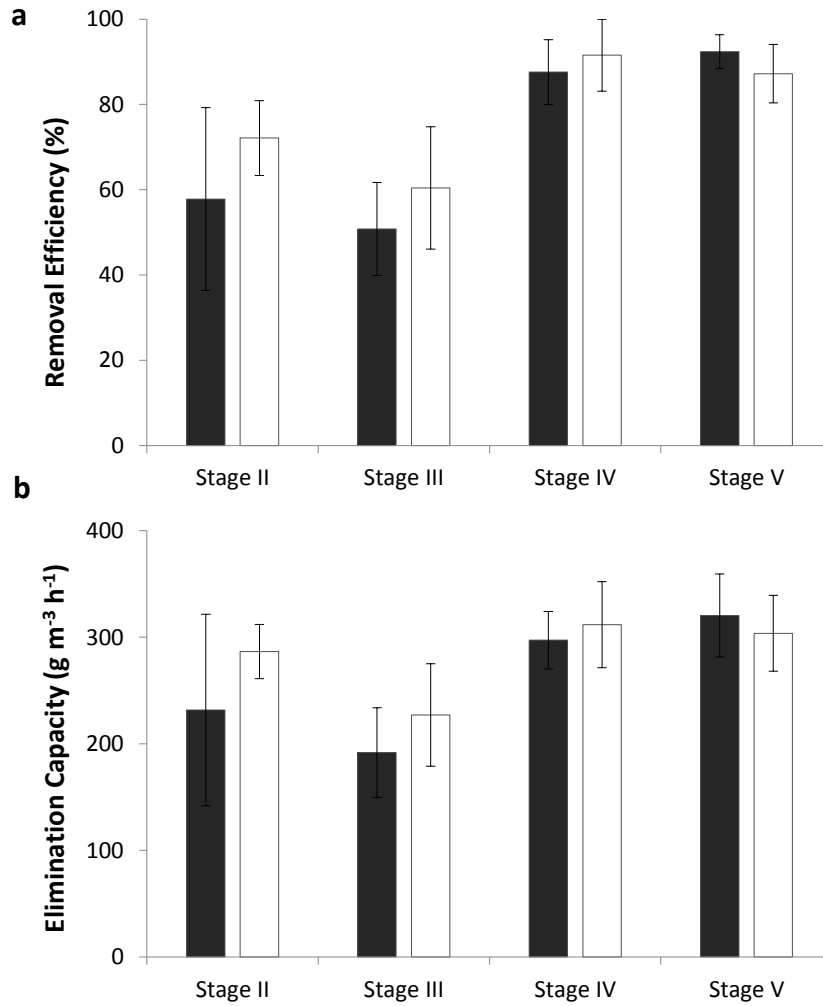 a
Removal Efficiency (%)
100
80
60
40
20
0
Stage II Stage III Stage IV Stage V
b
Elimination Capacity (g m⁻³ h⁻¹)
400
300
200
100
0
Stage II Stage III Stage IV Stage V